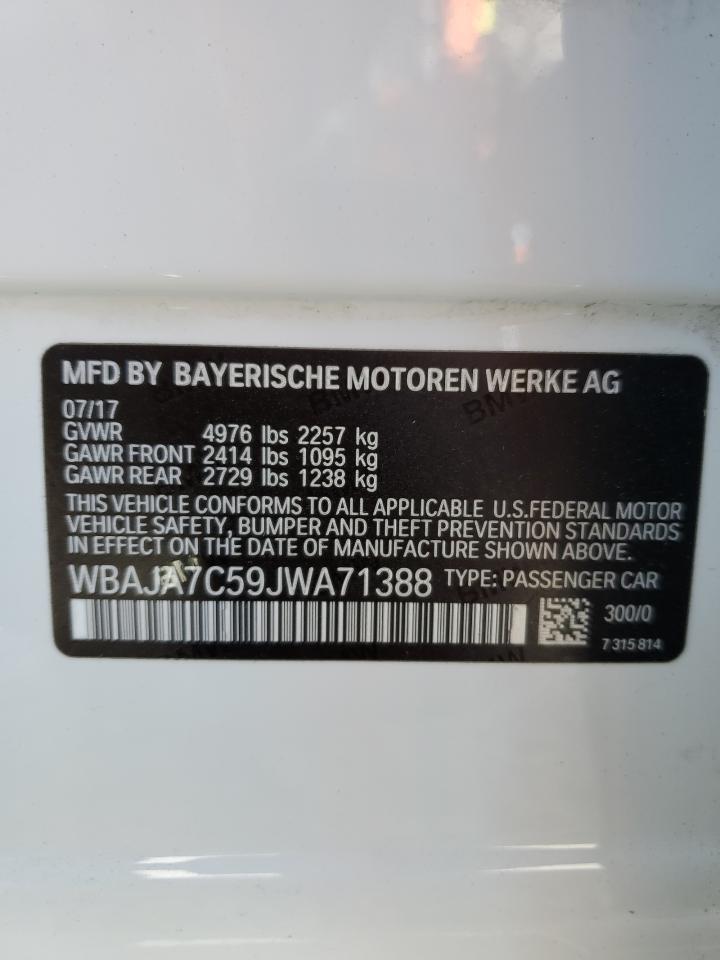 MFD BY BAYERISCHE MOTOREN WERKE AG
07/17
GVWR 4976 lbs 2257 kg
GAWR FRONT 2414 lbs 1095 kg
GAWR REAR 2729 lbs 1238 kg
THIS VEHICLE CONFORMS TO ALL APPLICABLE U.S.FEDERAL MOTOR
VEHICLE SAFETY, BUMPER AND THEFT PREVENTION STANDARDS
IN EFFECT ON THE DATE OF MANUFACTURE SHOWN ABOVE.
WBAJA7C59JWA71388 TYPE: PASSENGER CAR
300/0
7 315 814